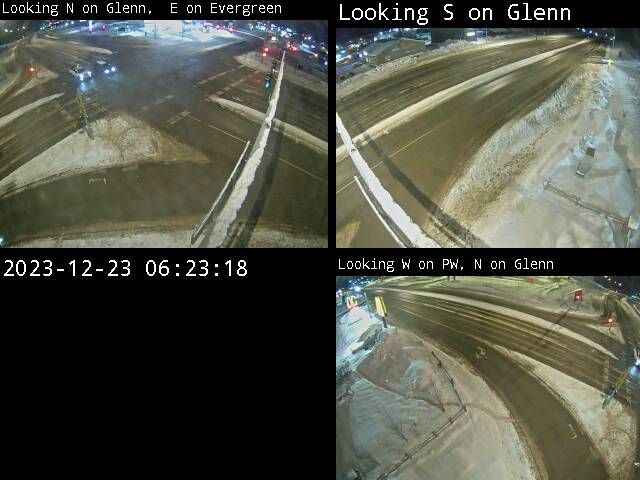 Looking N on Glenn, E on Evergreen
Looking S on Glenn
2023-12-23 06:23:18
Looking W on PW, N on Glenn